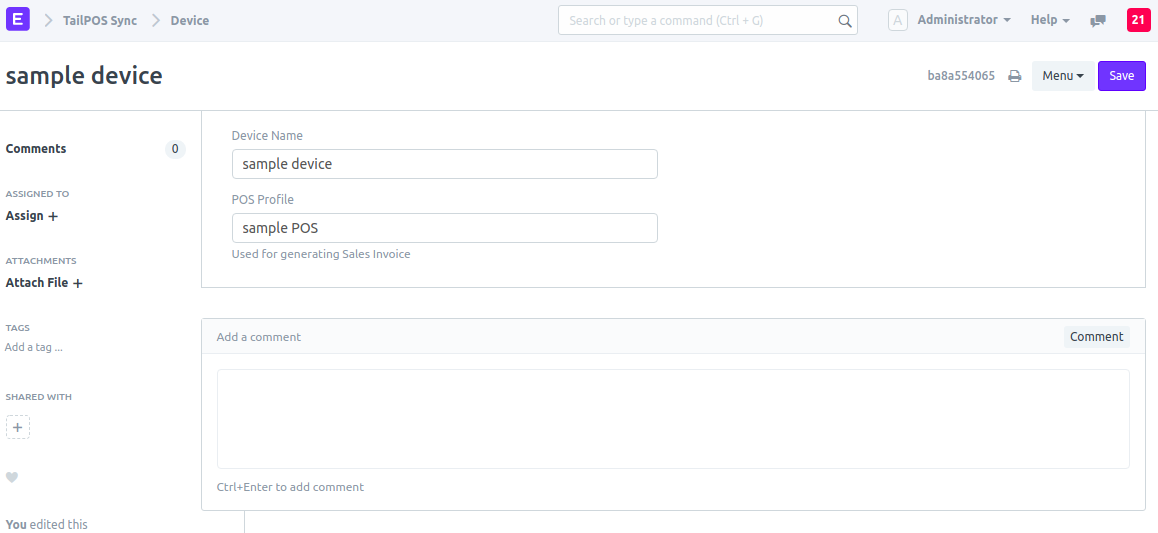 E TailPOS Sync Device Search or type a command (Ctrl + G) A Administrator Help 21
sample device ba8a554065 Menu Save
Comments 0
ASSIGNED TO
Assign +
ATTACHMENTS
Attach File +
TAGS
Add a tag ...
SHARED WITH
+
You edited this
Device Name
sample device
POS Profile
sample POS
Used for generating Sales Invoice
Add a comment Comment
Ctrl+Enter to add comment